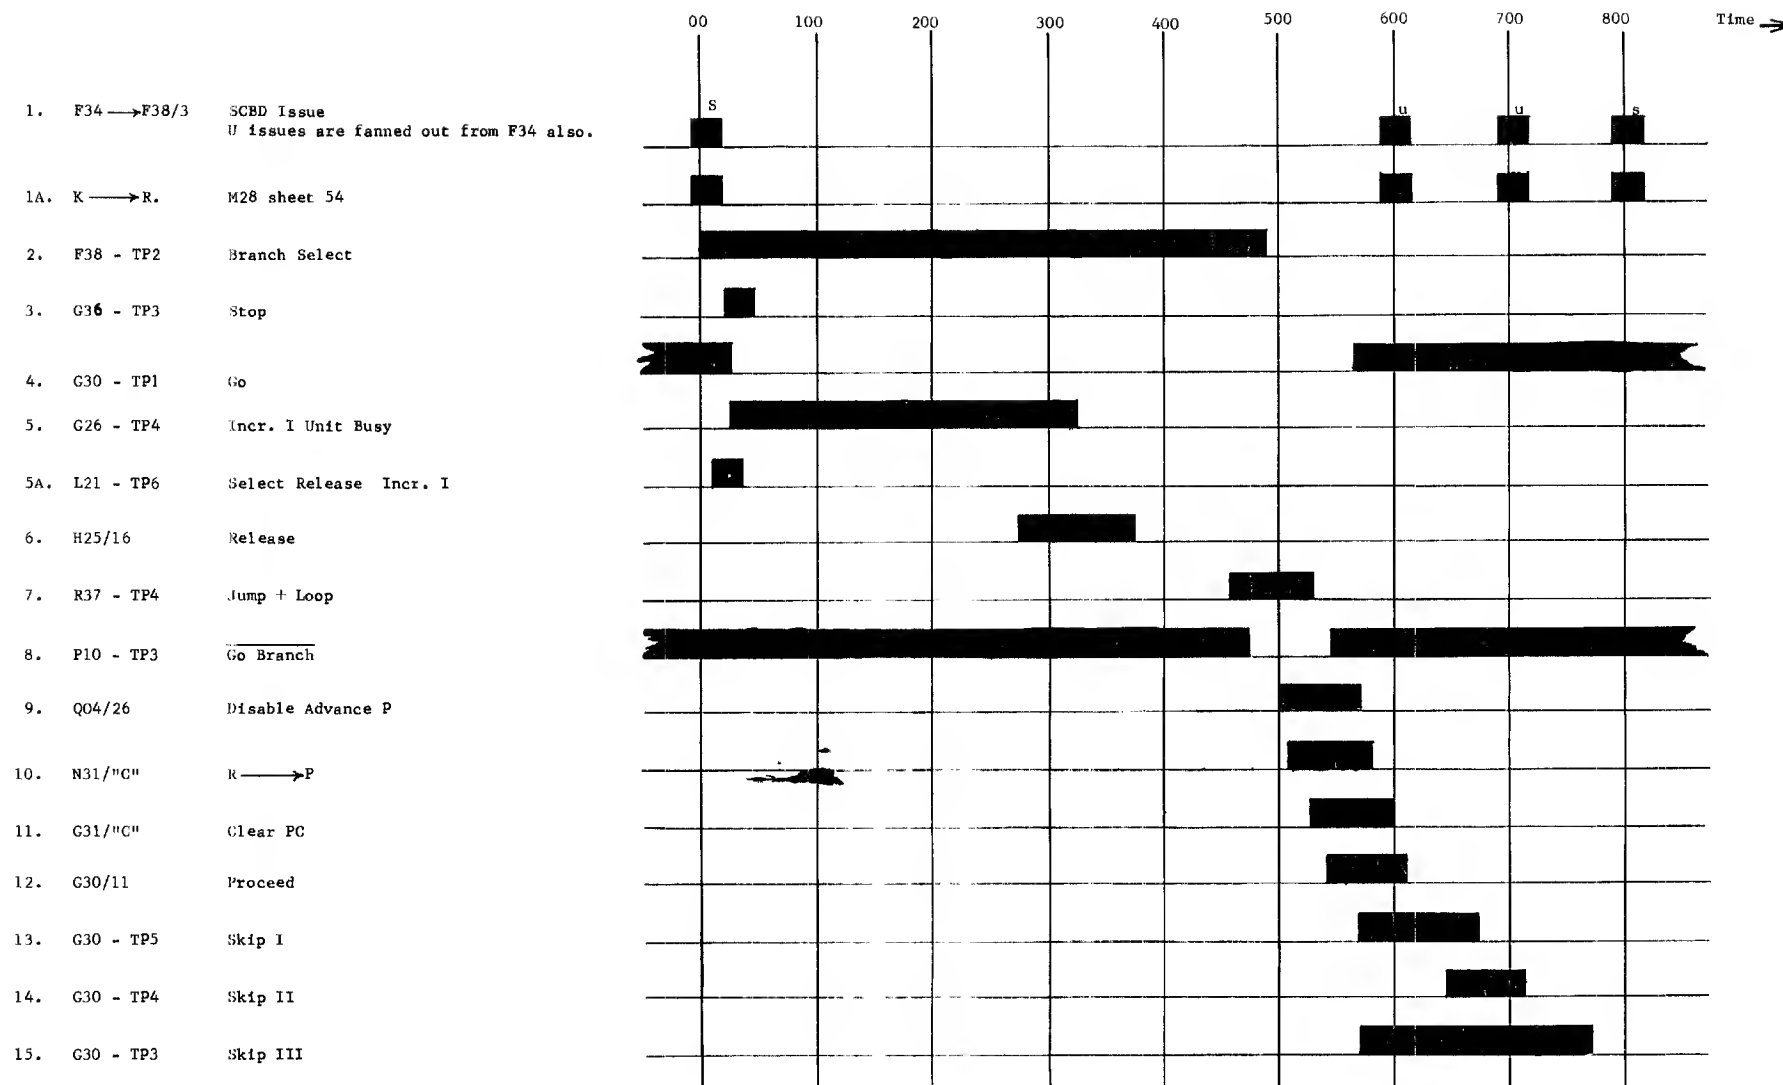 00 100 200 300 400 500 600 700 800 Time →
S u u s
1. F34 → F38/3 SCBD Issue
U issues are fanned out from F34 also.
1A. K → R. M28 sheet 54
2. F38 - TP2 Branch Select
3. G36 - TP3 Stop
4. G30 - TP1 Go
5. G26 - TP4 Incr. I Unit Busy
5A. L21 - TP6 Select Release Incr. I
6. H25/16 Release
7. R37 - TP4 Jump + Loop
8. P10 - TP3 Go Branch
9. Q04/26 Disable Advance P
10. N31/"C" R → P
11. G31/"C" Clear PC
12. G30/11 Proceed
13. G30 - TP5 Skip I
14. G30 - TP4 Skip II
15. G30 - TP3 Skip III